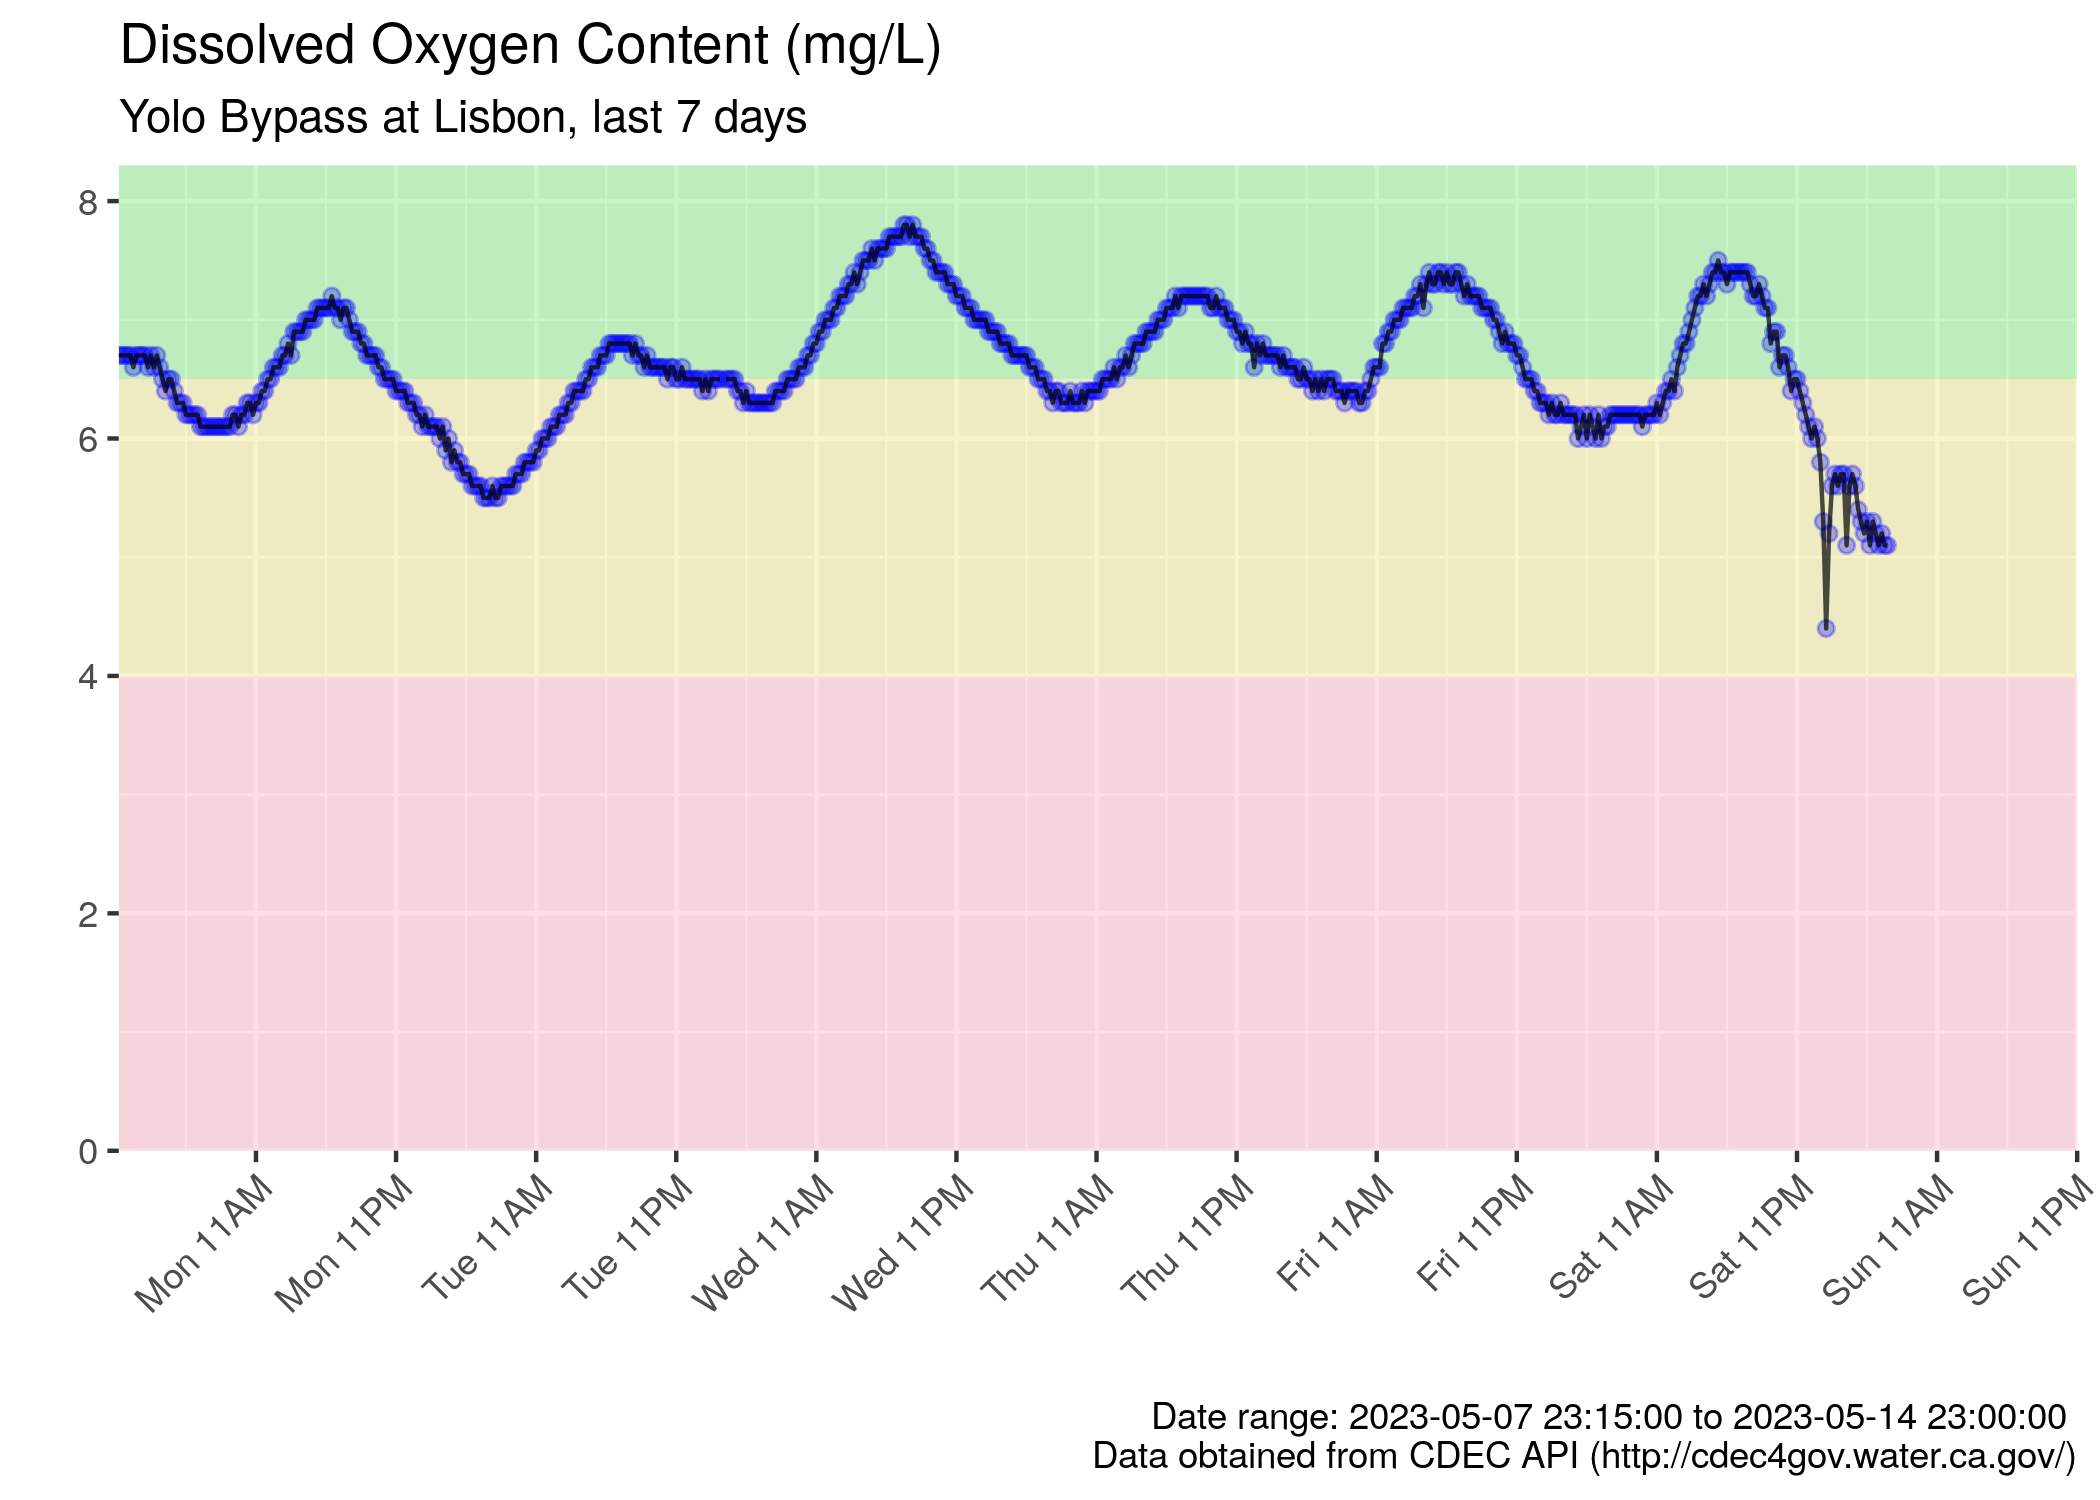 Dissolved Oxygen Content (mg/L)
Yolo Bypass at Lisbon, last 7 days
8
6
4
2
0
Mon 11AM
Mon 11PM
Tue 11AM
Tue 11PM
Wed 11AM
Wed 11PM
Thu 11AM
Thu 11PM
Fri 11AM
Fri 11PM
Sat 11AM
Sat 11PM
Sun 11AM
Sun 11PM
Date range: 2023-05-07 23:15:00 to 2023-05-14 23:00:00
Data obtained from CDEC API (http://cdec4gov.water.ca.gov/)